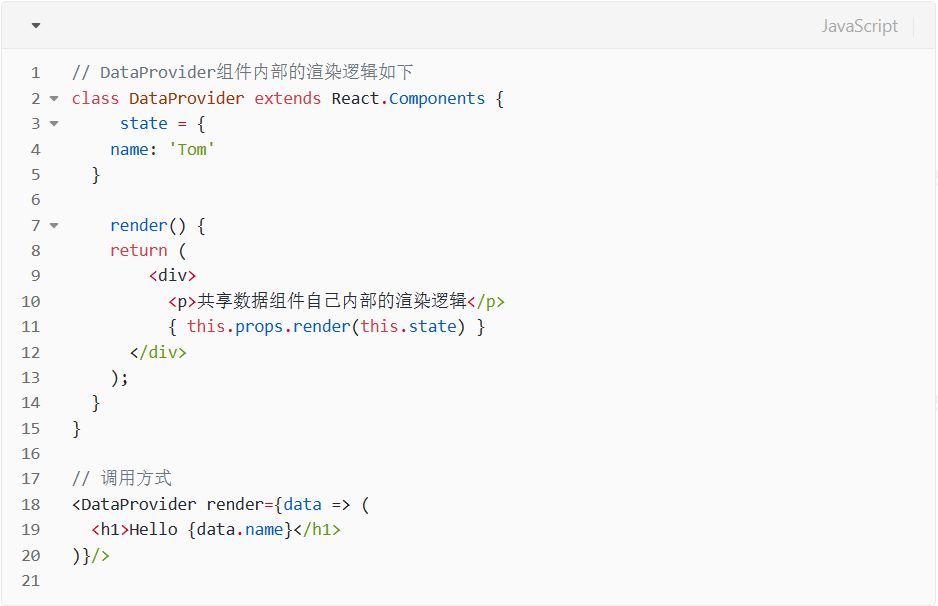 JavaScript
1 // DataProvider组件内部的渲染逻辑如下
2 class DataProvider extends React.Components {
3 state = {
4 name: 'Tom'
5 }
6
7 render() {
8 return (
9 <div>
10 <p>共享数据组件自己内部的渲染逻辑</p>
11 { this.props.render(this.state) }
12 </div>
13 );
14 }
15 }
16
17 // 调用方式
18 <DataProvider render={data => (
19 <h1>Hello {data.name}</h1>
20 )}/>
21